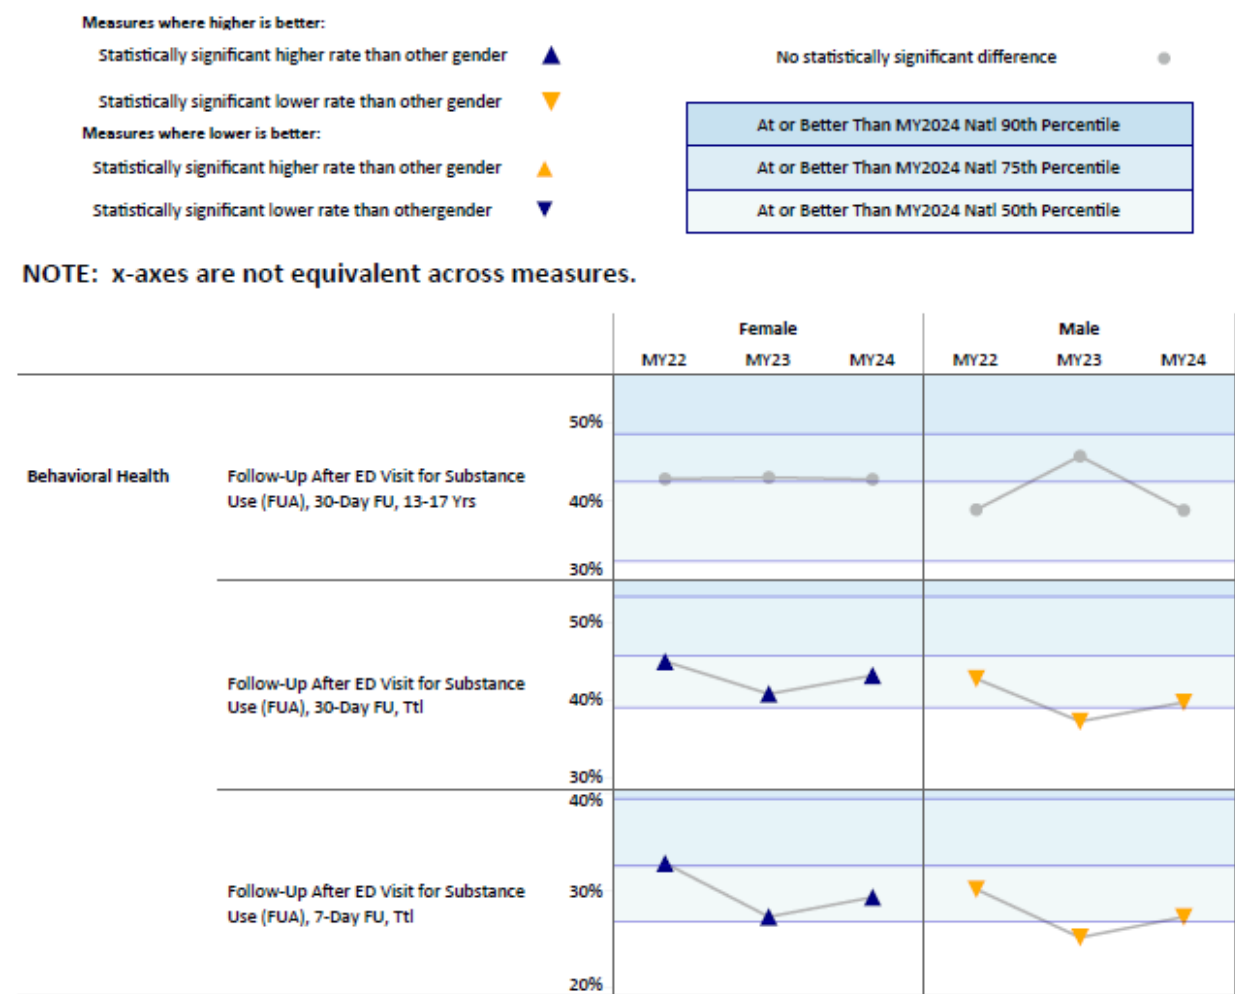 Measures where higher is better:
Statistically significant higher rate than other gender
Statistically significant lower rate than other gender
Measures where lower is better:
Statistically significant higher rate than other gender
Statistically significant lower rate than othergender
No statistically significant difference
At or Better Than MY2024 Natl 90th Percentile
At or Better Than MY2024 Natl 75th Percentile
At or Better Than MY2024 Natl 50th Percentile
NOTE: x-axes are not equivalent across measures.
Female Male
MY22 MY23 MY24 MY22 MY23 MY24
Behavioral Health
Follow-Up After ED Visit for Substance
Use (FUA), 30-Day FU, 13-17 Yrs
50%
40%
30%
Follow-Up After ED Visit for Substance
Use (FUA), 30-Day FU, Ttl
50%
40%
30%
Follow-Up After ED Visit for Substance
Use (FUA), 7-Day FU, Ttl
40%
30%
20%